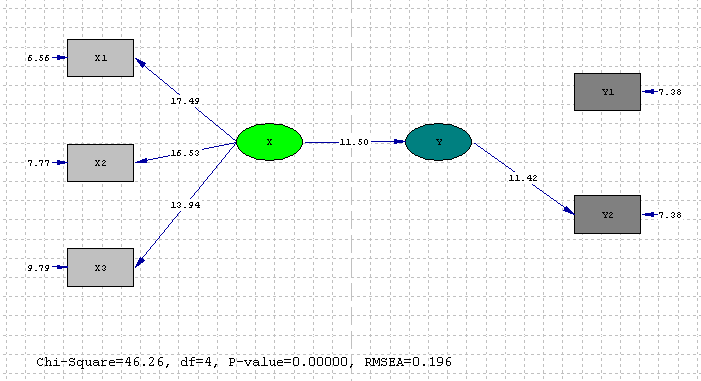 X1
6.56
17.49
Y1
7.38
X2
7.77
16.53
X
11.50
Y
11.42
13.94
Y2
7.38
X3
9.79
Chi-Square=46.26, df=4, P-value=0.00000, RMSEA=0.196